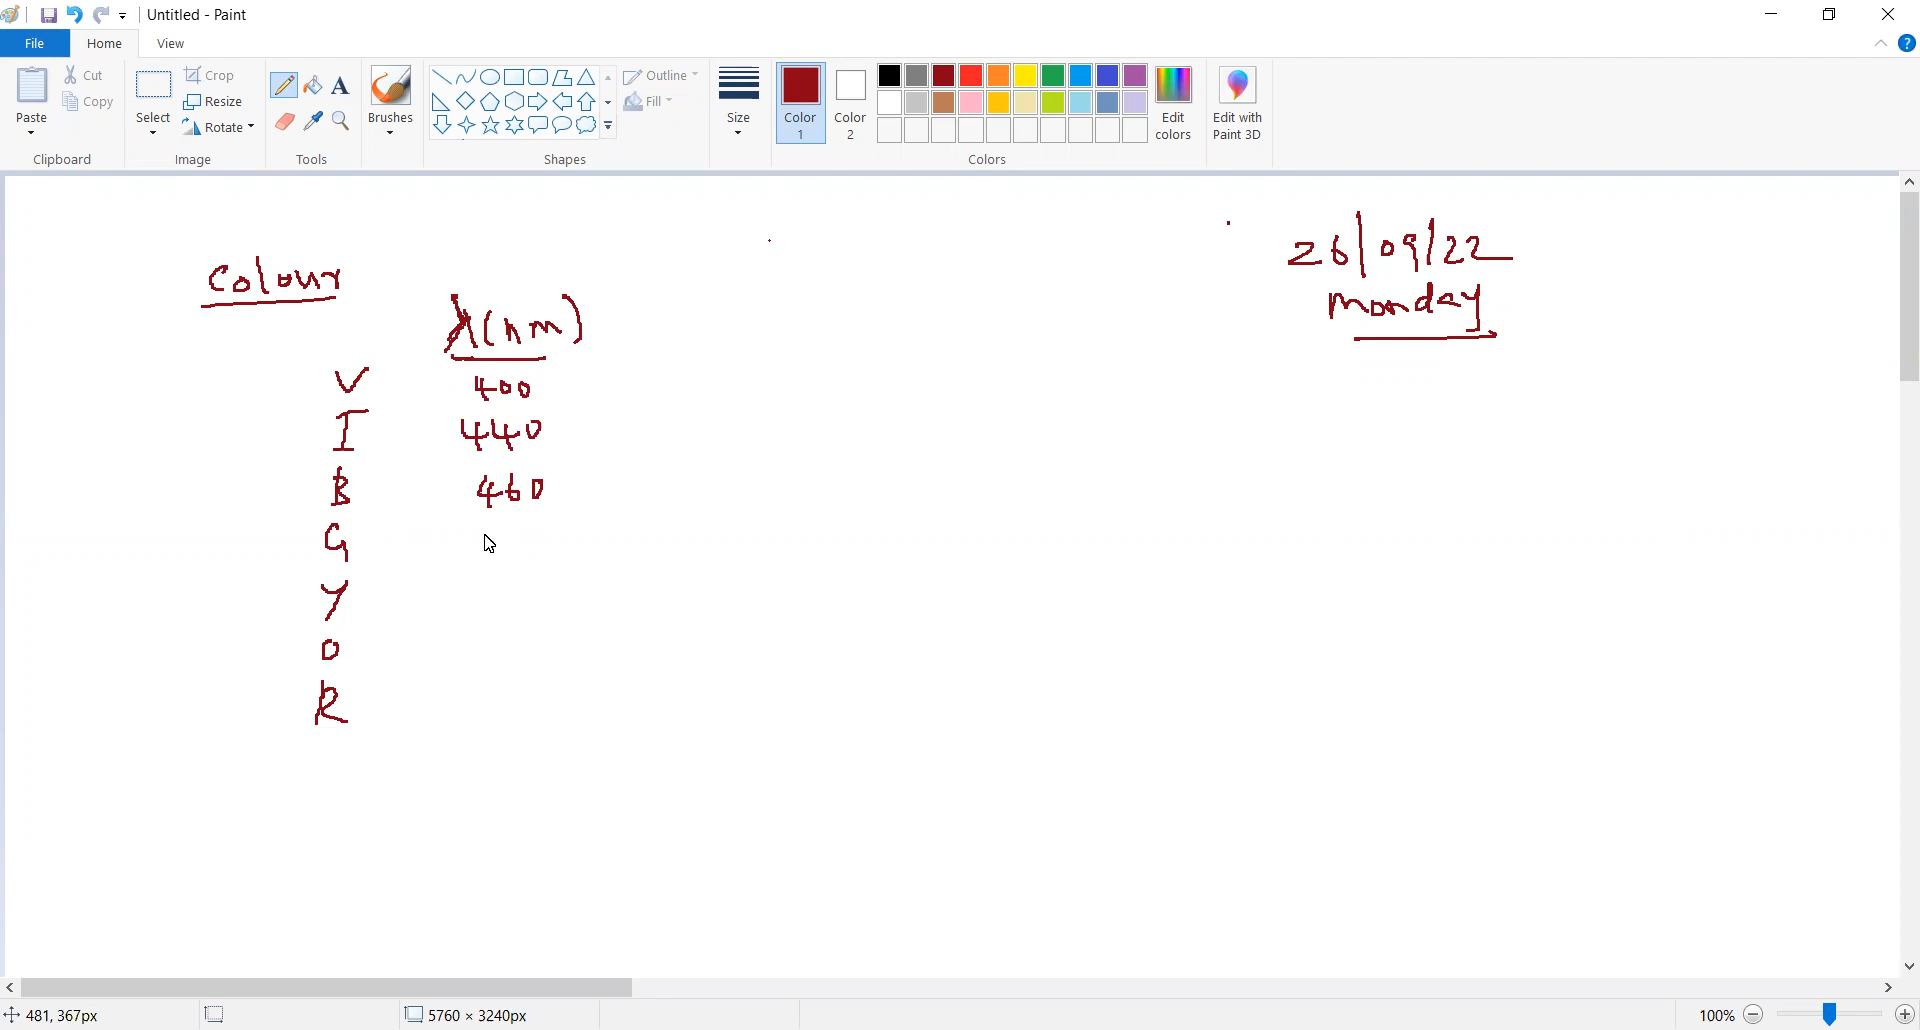 Untitled - Paint
File Home View
Paste Cut Copy Clipboard
Select Crop Resize Rotate Image
Tools
Brushes
Shapes Outline Fill
Size
Color 1 Color 2 Edit colors Colors
Edit with Paint 3D
26/09/22
Monday
Colour
λ(nm)
V 400
I 440
B 460
G
Y
O
R
481, 367px 5760 × 3240px 100%